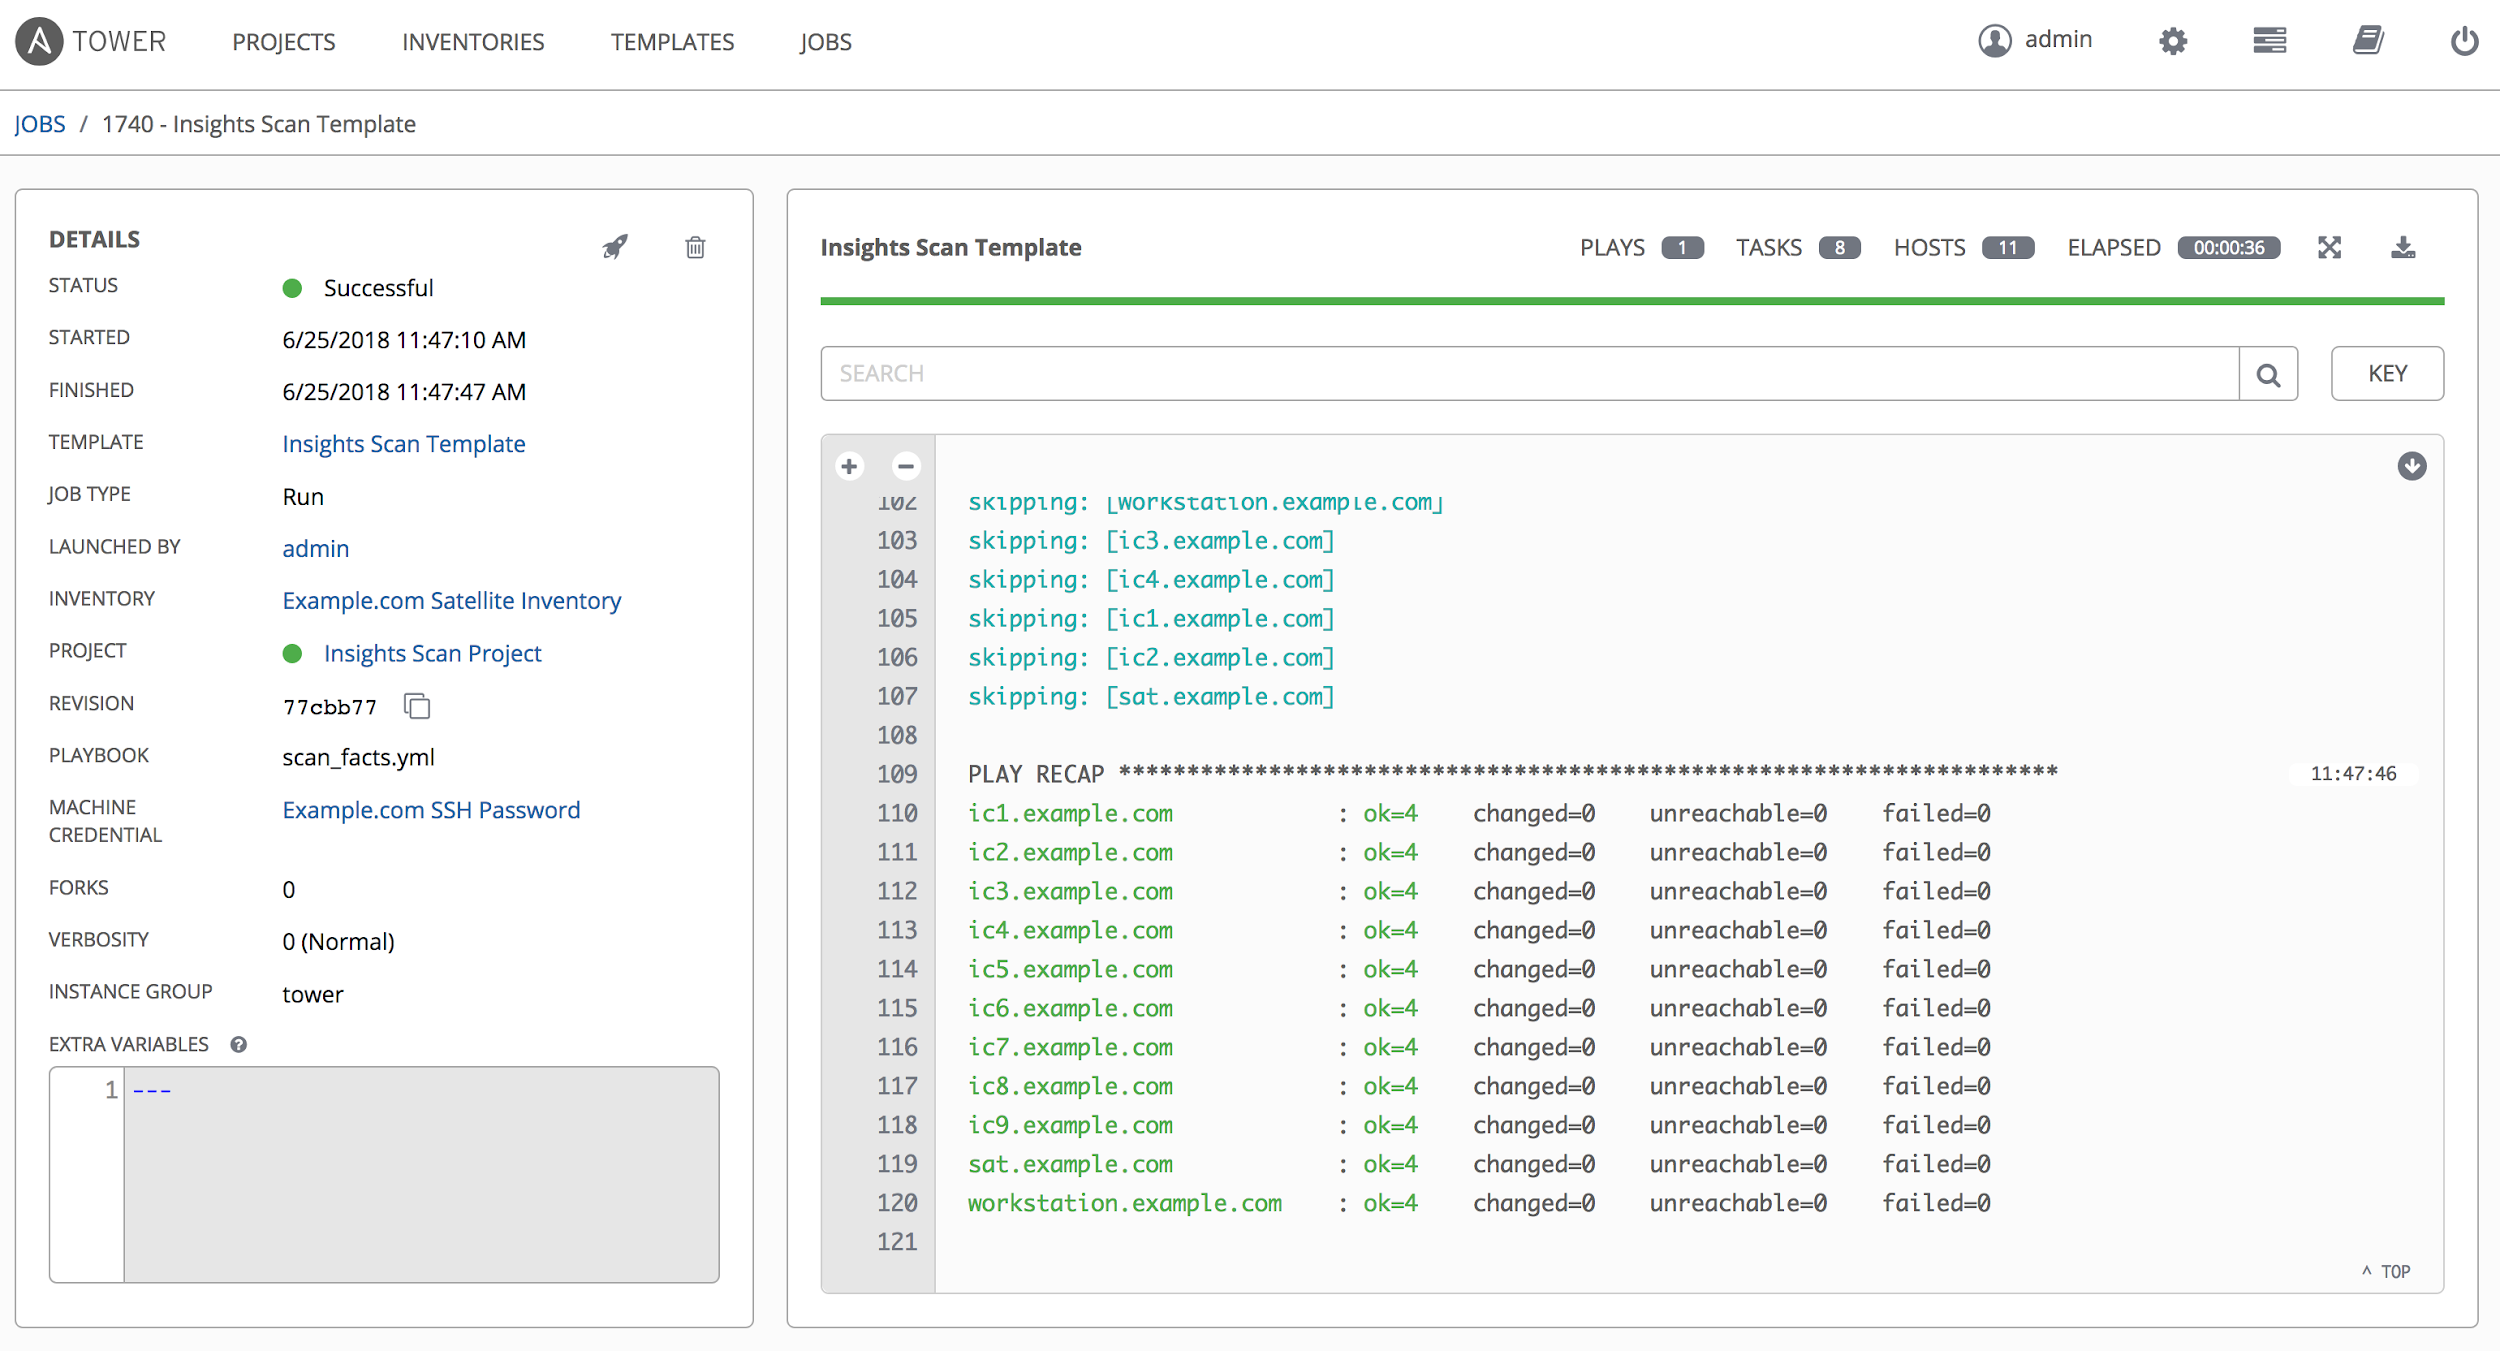 TOWER PROJECTS INVENTORIES TEMPLATES JOBS admin
JOBS / 1740 - Insights Scan Template
DETAILS
STATUS Successful
STARTED 6/25/2018 11:47:10 AM
FINISHED 6/25/2018 11:47:47 AM
TEMPLATE Insights Scan Template
JOB TYPE Run
LAUNCHED BY admin
INVENTORY Example.com Satellite Inventory
PROJECT Insights Scan Project
REVISION 77cbb77
PLAYBOOK scan_facts.yml
MACHINE CREDENTIAL Example.com SSH Password
FORKS 0
VERBOSITY 0 (Normal)
INSTANCE GROUP tower
EXTRA VARIABLES ?
1 ---
Insights Scan Template PLAYS 1 TASKS 8 HOSTS 11 ELAPSED 00:00:36
SEARCH KEY
102 skipping: [workstation.example.com]
103 skipping: [ic3.example.com]
104 skipping: [ic4.example.com]
105 skipping: [ic1.example.com]
106 skipping: [ic2.example.com]
107 skipping: [sat.example.com]
108
109 PLAY RECAP ********************************************************************* 11:47:46
110 ic1.example.com : ok=4 changed=0 unreachable=0 failed=0
111 ic2.example.com : ok=4 changed=0 unreachable=0 failed=0
112 ic3.example.com : ok=4 changed=0 unreachable=0 failed=0
113 ic4.example.com : ok=4 changed=0 unreachable=0 failed=0
114 ic5.example.com : ok=4 changed=0 unreachable=0 failed=0
115 ic6.example.com : ok=4 changed=0 unreachable=0 failed=0
116 ic7.example.com : ok=4 changed=0 unreachable=0 failed=0
117 ic8.example.com : ok=4 changed=0 unreachable=0 failed=0
118 ic9.example.com : ok=4 changed=0 unreachable=0 failed=0
119 sat.example.com : ok=4 changed=0 unreachable=0 failed=0
120 workstation.example.com : ok=4 changed=0 unreachable=0 failed=0
121
^ TOP